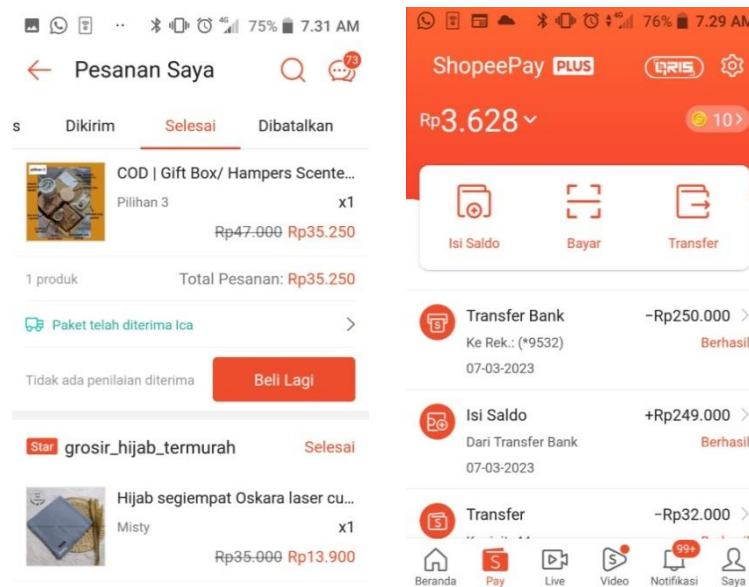 75% 7.31 AM
Pesanan Saya
73
s Dikirim Selesai Dibatalkan
COD | Gift Box/ Hampers Scente...
Pilihan 3 x1
Rp47.000 Rp35.250
1 produk Total Pesanan: Rp35.250
Paket telah diterima Ica
Tidak ada penilaian diterima Beli Lagi
Star grosir_hijab_termurah Selesai
Hijab segiempat Oskara laser cu...
Misty x1
Rp35.000 Rp13.900
76% 7.29 AM
ShopeePay PLUS QRIS
Rp3.628 10
Isi Saldo Bayar Transfer
Transfer Bank −Rp250.000
Ke Rek.: (*9532) Berhasil
07-03-2023
Isi Saldo +Rp249.000
Dari Transfer Bank Berhasil
07-03-2023
Transfer −Rp32.000
99+
Beranda Pay Live Video Notifikasi Saya